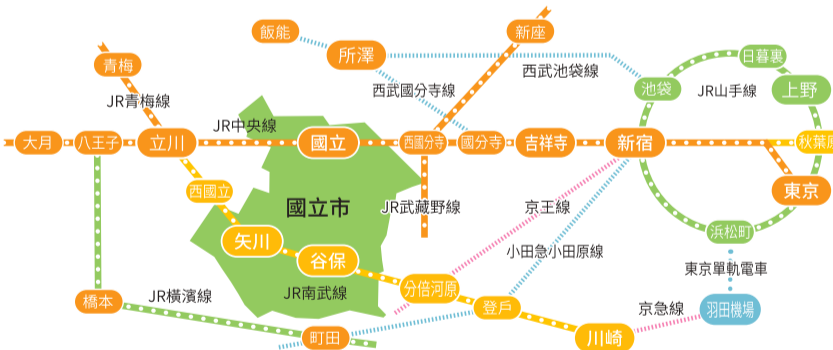 飯能
所澤
新座
日暮裏
青梅
西武池袋線
池袋
JR山手線
上野
JR青梅線
西武國分寺線
JR中央線
大月
八王子
立川
國立
西國分寺
國分寺
吉祥寺
新宿
秋葉原
西國立
國立市
JR武藏野線
京王線
東京
矢川
浜松町
谷保
小田急小田原線
東京單軌電車
橋本
JR橫濱線
JR南武線
分倍河原
登戶
京急線
羽田機場
町田
川崎